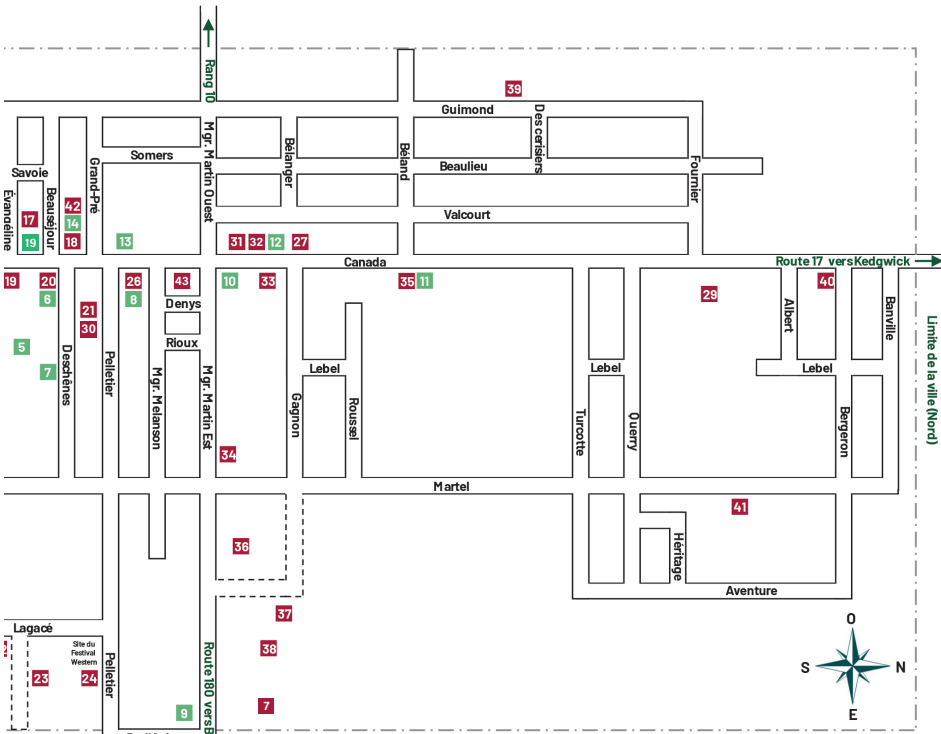 Rang 10
39
Guimond
Des cerisiers
Mgr. Martin Ouest
Bélanger
Béland
Somers
Beaulieu
Fournier
Savoie
Évangéline
Beauséjour
Grand-Pré
42
17
14
Valcourt
19
18
13
31
32
12
27
Canada
Route 17 vers Kedgwick
19
20
26
43
10
33
35
11
40
6
8
29
21
Denys
Albert
Banville
30
Rioux
5
Limite de la ville (Nord)
7
Deschênes
Pelletier
Lebel
Lebel
Lebel
Mgr. Melanson
Mgr. Martin Est
Gagnon
Roussel
Turcotte
Querry
Bergeron
34
Martel
41
36
Héritage
Aventure
37
Lagacé
O
Site du
Festival
Western
38
S
N
23
24
Pelletier
Route 180 vers
7
9
E